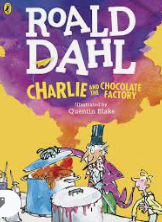 ROALD
DAHL
CHARLIE AND THE CHOCOLATE
FACTORY
Illustrated by
Quentin Blake